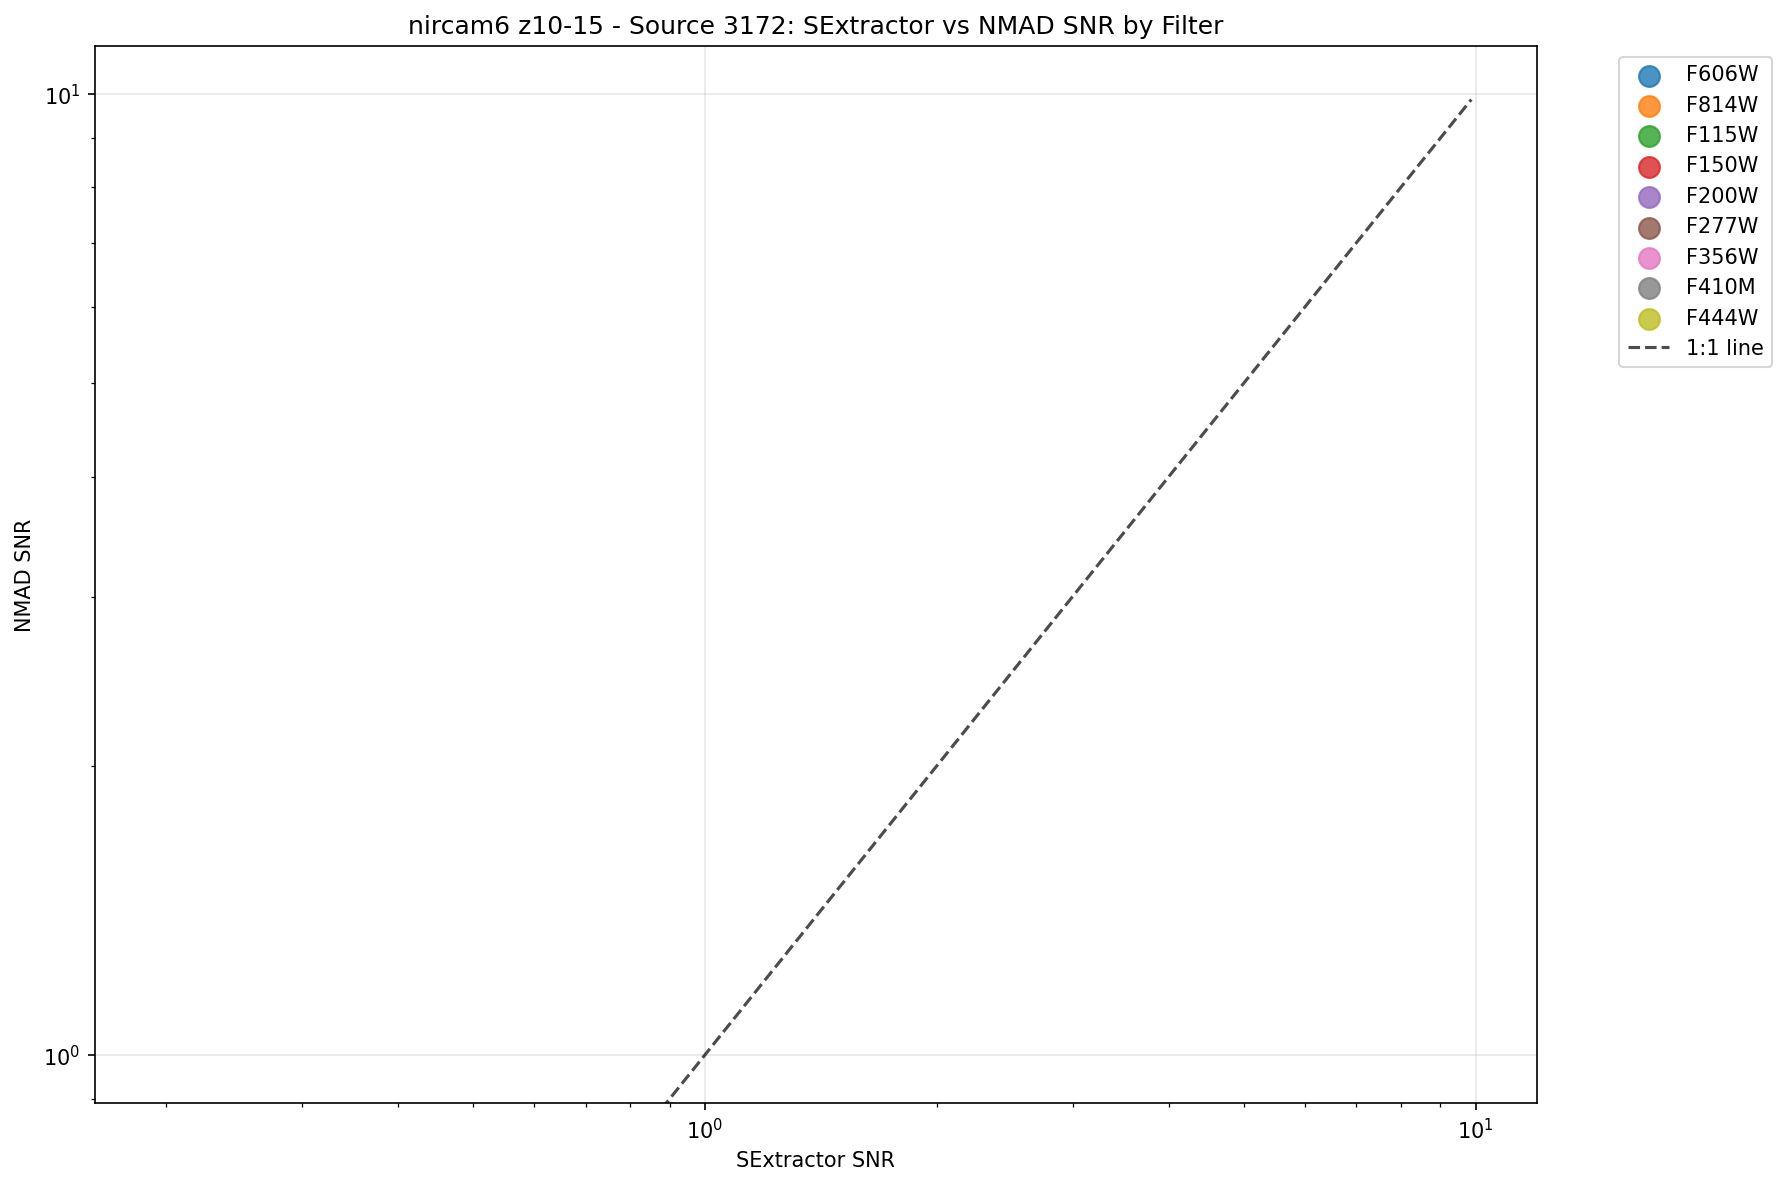 nircam6 z10-15 - Source 3172: SExtractor vs NMAD SNR by Filter
F606W
F814W
F115W
F150W
F200W
F277W
F356W
F410M
F444W
1:1 line
NMAD SNR
10¹
10⁰
10⁰
10¹
SExtractor SNR